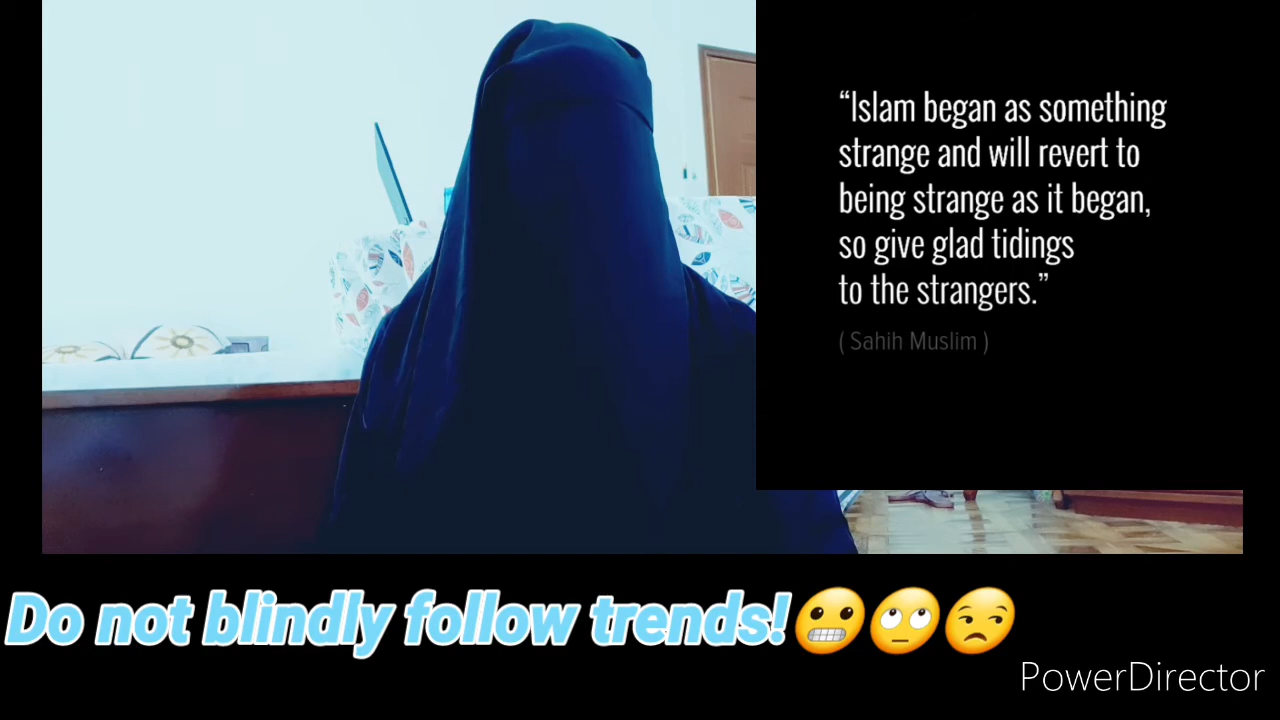 “Islam began as something
strange and will revert to
being strange as it began,
so give glad tidings
to the strangers.”
( Sahih Muslim )
Do not blindly follow trends!😬🙄😒
PowerDirector